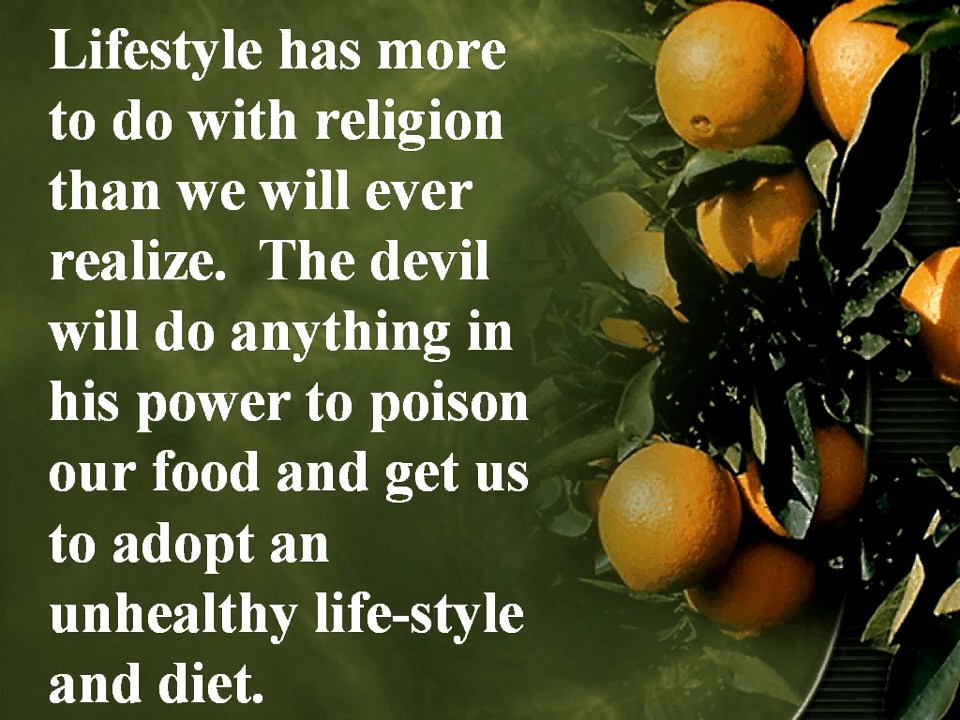 Lifestyle has more
to do with religion
than we will ever
realize.  The devil
will do anything in
his power to poison
our food and get us
to adopt an
unhealthy life-style
and diet.